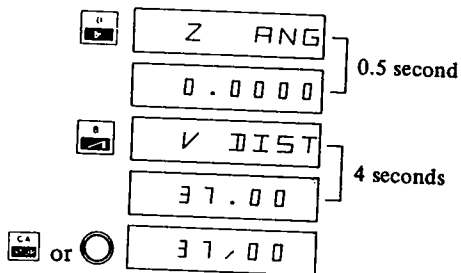 Z ANG
0.5 second
0.0000
V DIST
4 seconds
37.00
or 37,00